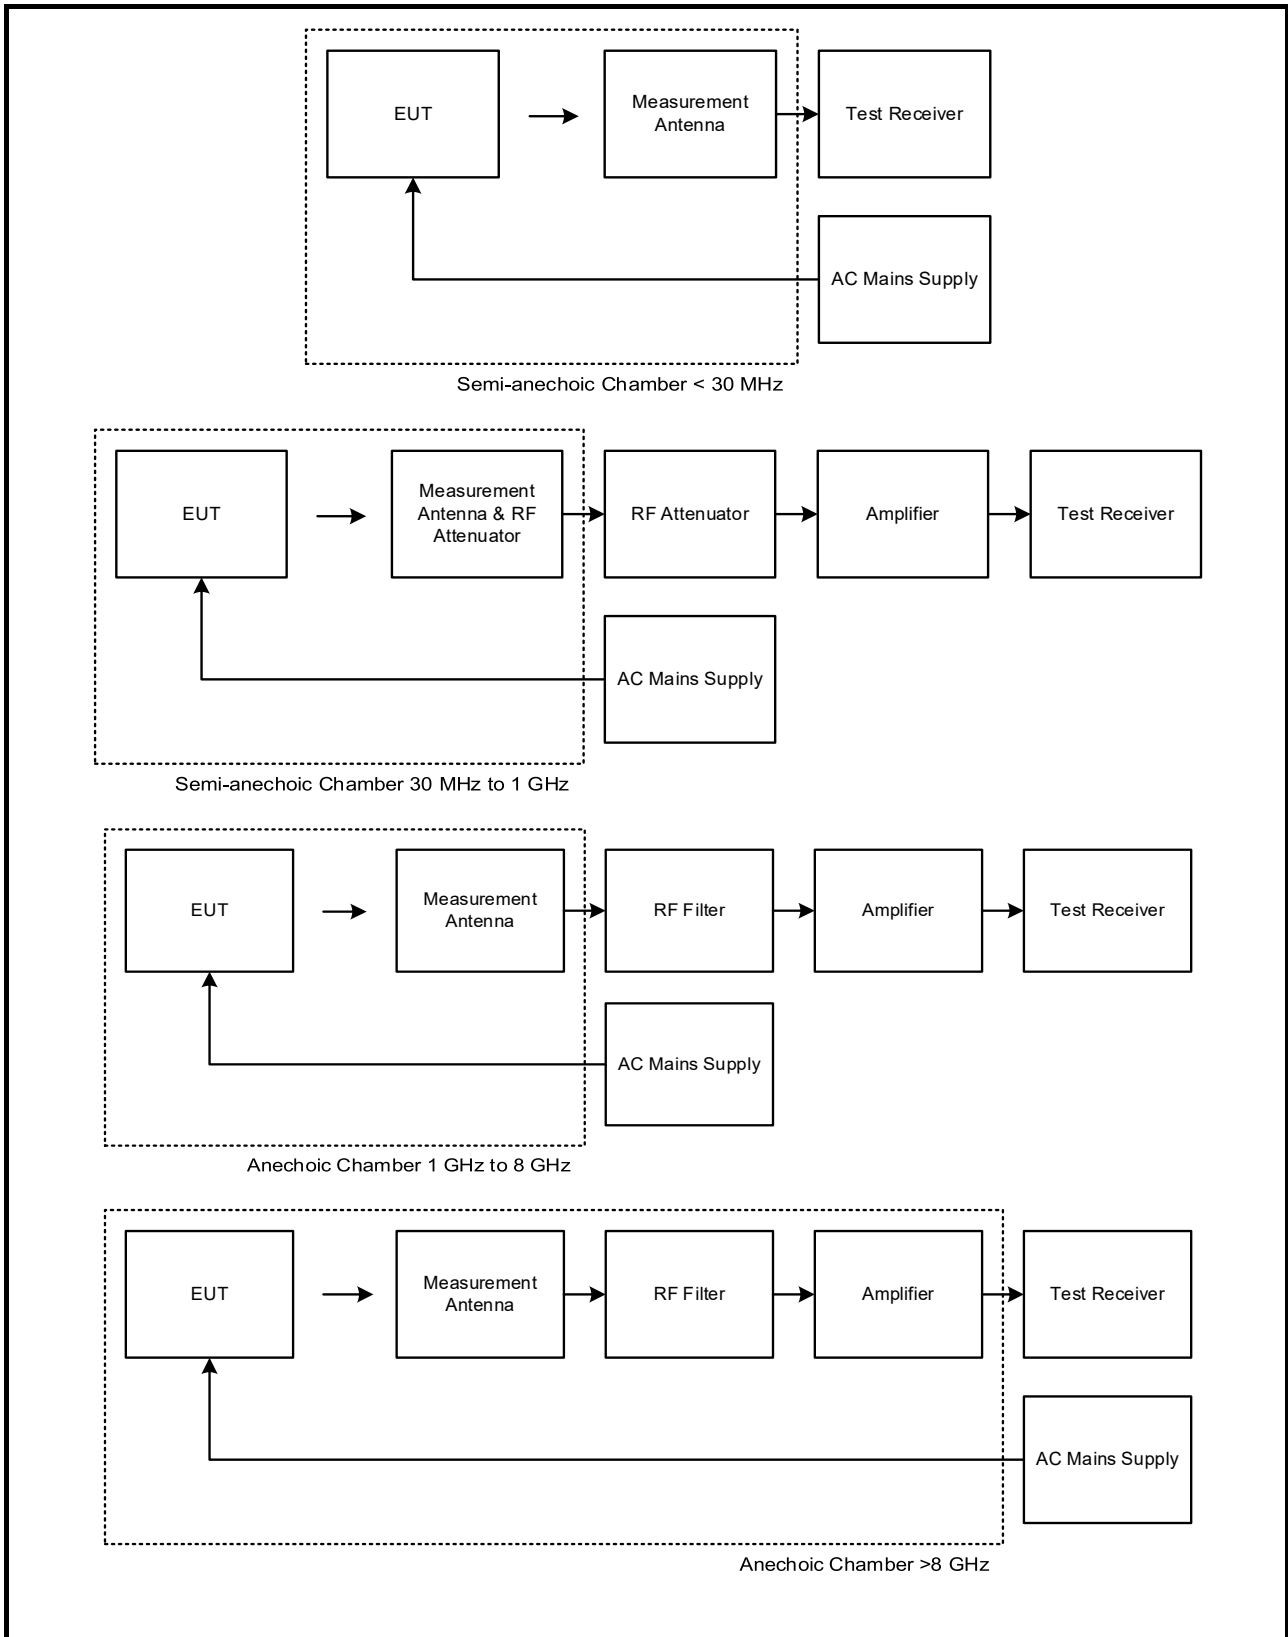 EUT
Measurement
Antenna
Test Receiver
AC Mains Supply
Semi-anechoic Chamber < 30 MHz
EUT
Measurement
Antenna & RF
Attenuator
RF Attenuator
Amplifier
Test Receiver
AC Mains Supply
Semi-anechoic Chamber 30 MHz to 1 GHz
EUT
Measurement
Antenna
RF Filter
Amplifier
Test Receiver
AC Mains Supply
Anechoic Chamber 1 GHz to 8 GHz
EUT
Measurement
Antenna
RF Filter
Amplifier
Test Receiver
AC Mains Supply
Anechoic Chamber >8 GHz